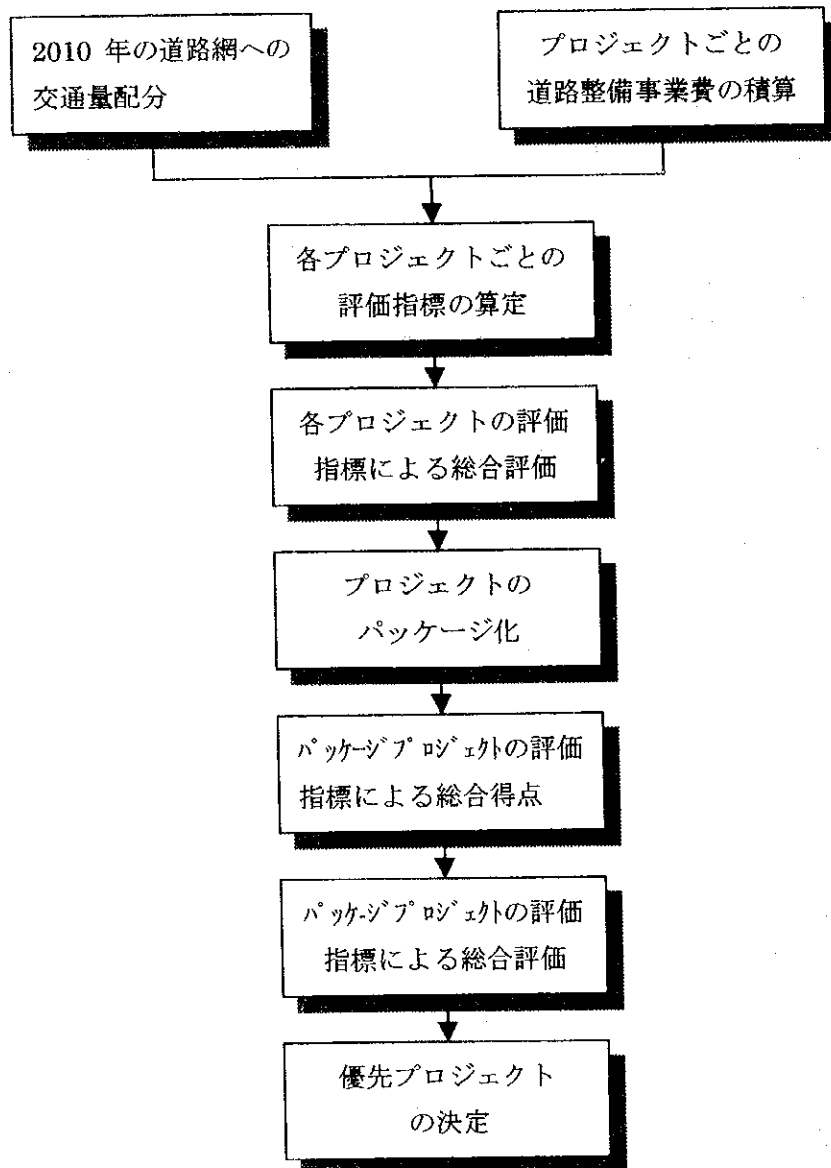 2010 年の道路網への
交通量配分
プロジェクトごとの
道路整備事業費の積算
各プロジェクトごとの
評価指標の算定
各プロジェクトの評価
指標による総合評価
プロジェクトの
パッケージ化
ﾊﾟｯｹｰｼﾞﾌﾟﾛｼﾞｪｸﾄの評価
指標による総合得点
ﾊﾟｯｹｰｼﾞﾌﾟﾛｼﾞｪｸﾄの評価
指標による総合評価
優先プロジェクト
の決定